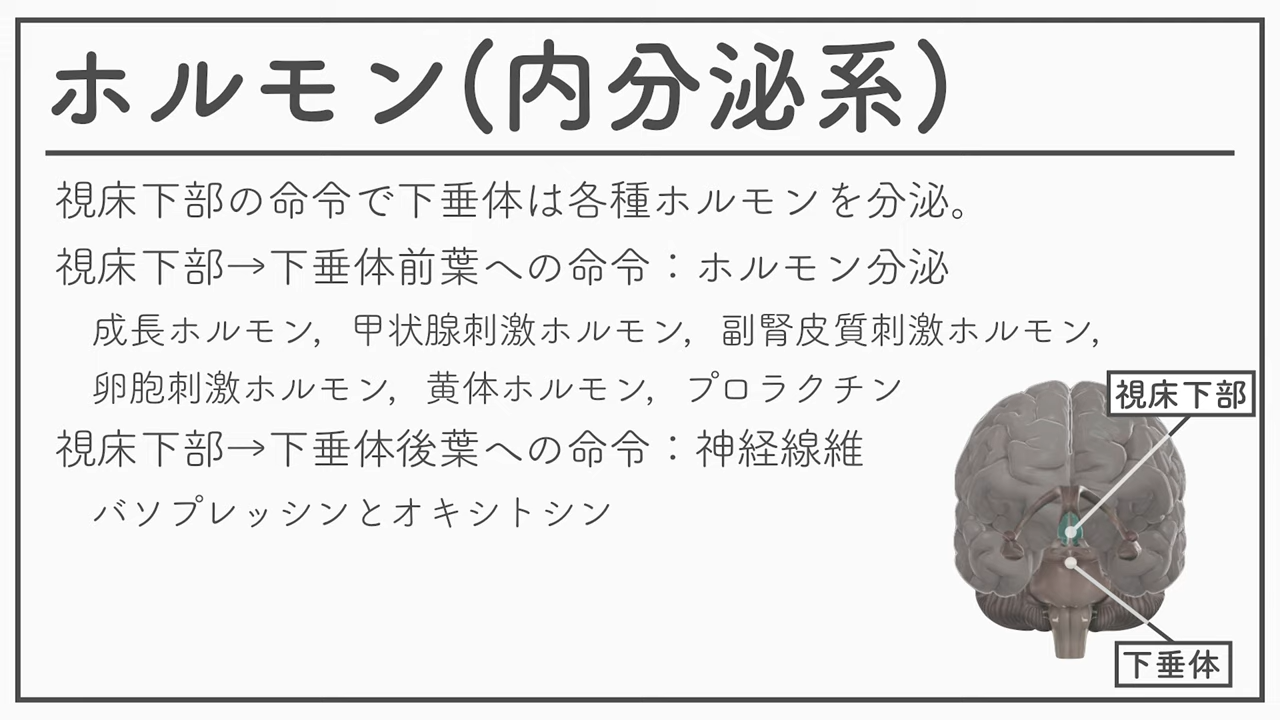 ホルモン(内分泌系)
視床下部の命令で下垂体は各種ホルモンを分泌。
視床下部→下垂体前葉への命令：ホルモン分泌
成長ホルモン, 甲状腺刺激ホルモン, 副腎皮質刺激ホルモン,
卵胞刺激ホルモン, 黄体ホルモン, プロラクチン
視床下部→下垂体後葉への命令：神経線維
バソプレッシンとオキシトシン
視床下部
下垂体